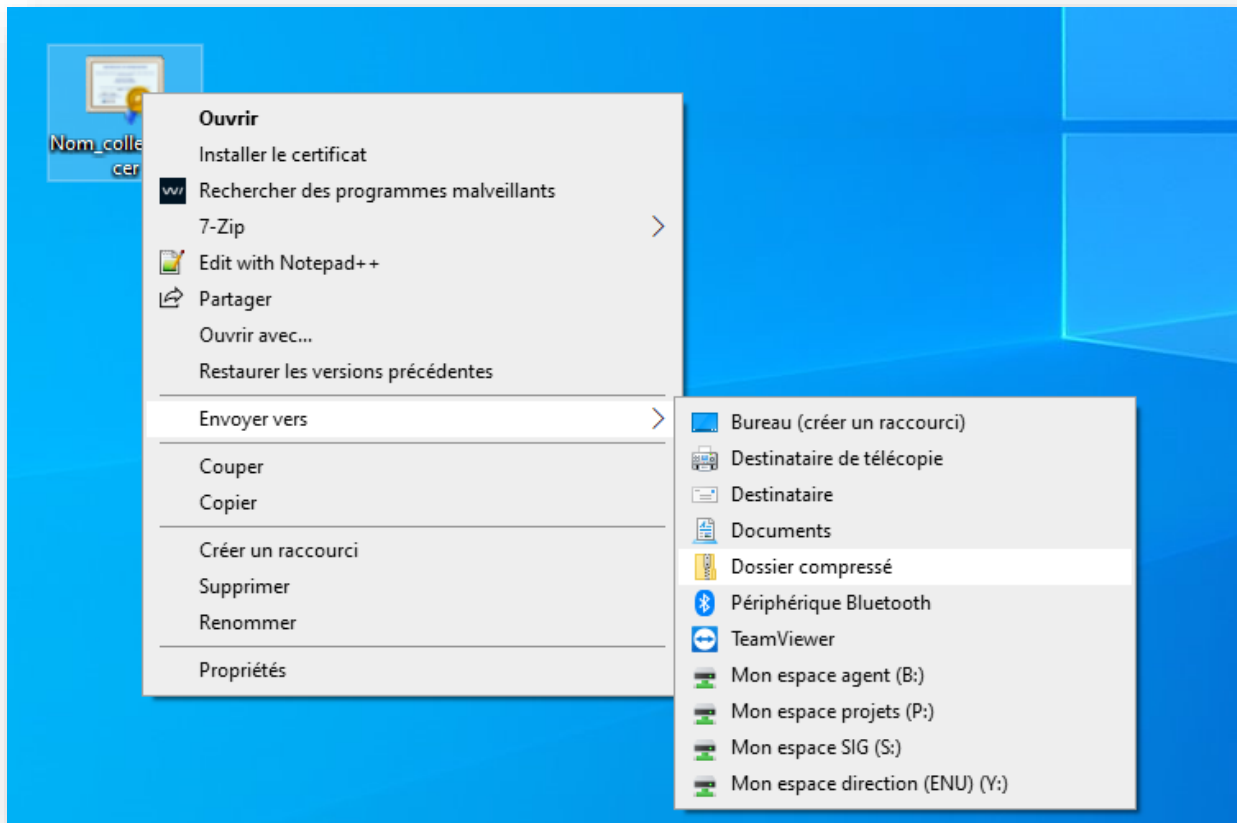 Nom_colle
cer
Ouvrir
Installer le certificat
Rechercher des programmes malveillants
7-Zip
Edit with Notepad++
Partager
Ouvrir avec...
Restaurer les versions précédentes
Envoyer vers
Couper
Copier
Créer un raccourci
Supprimer
Renommer
Propriétés
Bureau (créer un raccourci)
Destinataire de télécopie
Destinataire
Documents
Dossier compressé
Périphérique Bluetooth
TeamViewer
Mon espace agent (B:)
Mon espace projets (P:)
Mon espace SIG (S:)
Mon espace direction (ENU) (Y:)